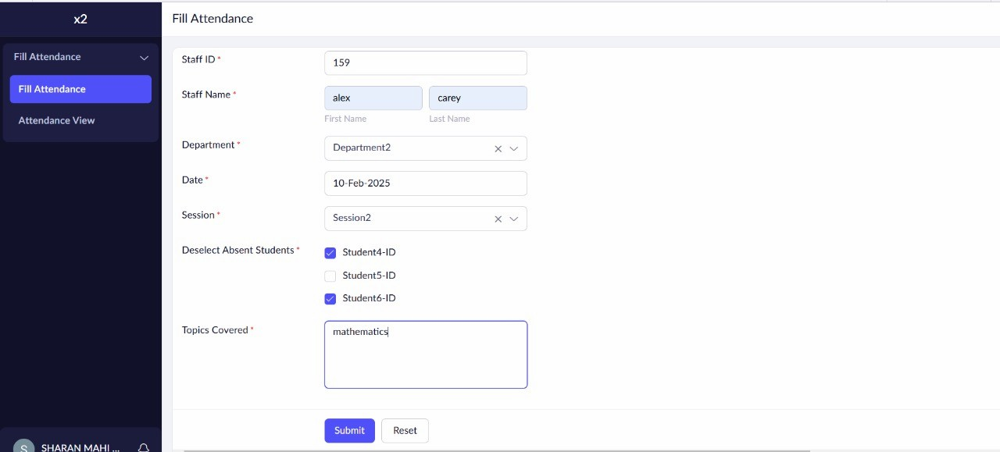 x2
Fill Attendance
Fill Attendance
Fill Attendance
Attendance View
Staff ID *
159
Staff Name *
alex carey
First Name Last Name
Department *
Department2
Date *
10-Feb-2025
Session *
Session2
Deselect Absent Students *
Student4-ID
Student5-ID
Student6-ID
Topics Covered *
mathematics
Submit Reset
S SHARAN MAHI ...